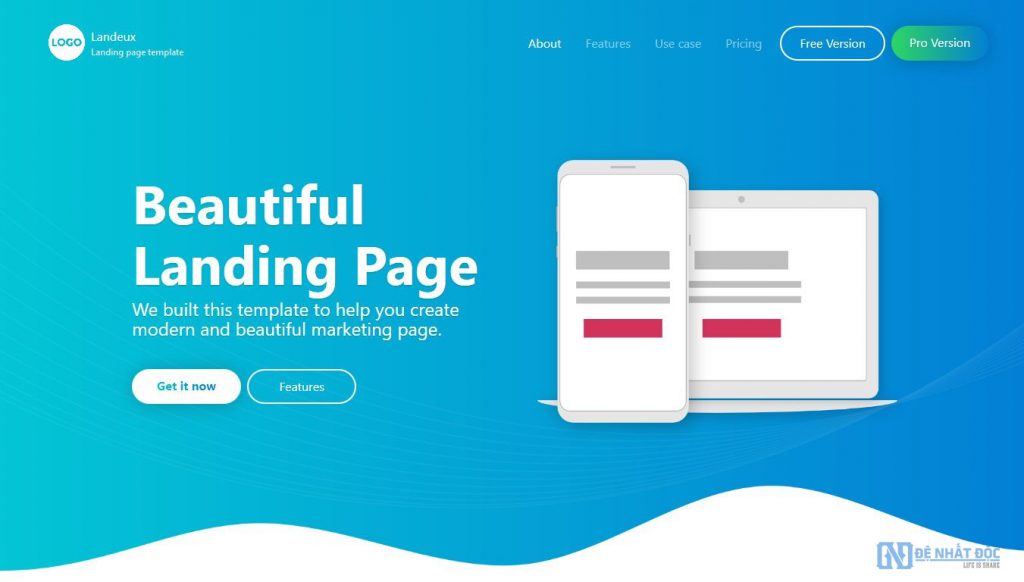 LOGO
Landeux
Landing page template
About
Features
Use case
Pricing
Free Version
Pro Version
Beautiful
Landing Page
We built this template to help you create
modern and beautiful marketing page.
Get it now
Features
ĐỆ NHẤT ĐỘC
LIFE IS SHARE